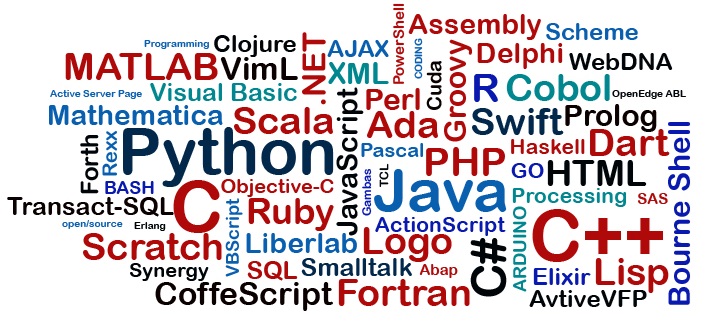 Programming
Clojure
.NET
AJAX
PowerShell
Assembly
Scheme
MATLAB
VimL
XML
CODING
Cuda
Groovy
Delphi
WebDNA
Active Server Page
Visual Basic
Perl
R
Cobol
OpenEdge ABL
Mathematica
Scala
JavaScript
Ada
Swift
Prolog
Forth
Rexx
Python
Pascal
PHP
Haskell
Dart
Bourne Shell
BASH
Objective-C
Gambas
TCL
Java
GO
HTML
Transact-SQL
C
Ruby
ActionScript
Processing
SAS
open/source
Erlang
VBScript
Liberlab
Logo
C#
ARDUINO
C++
Scratch
Synergy
SQL
Smalltalk
Abap
Elixir
Lisp
CoffeScript
Fortran
AvtiveVFP